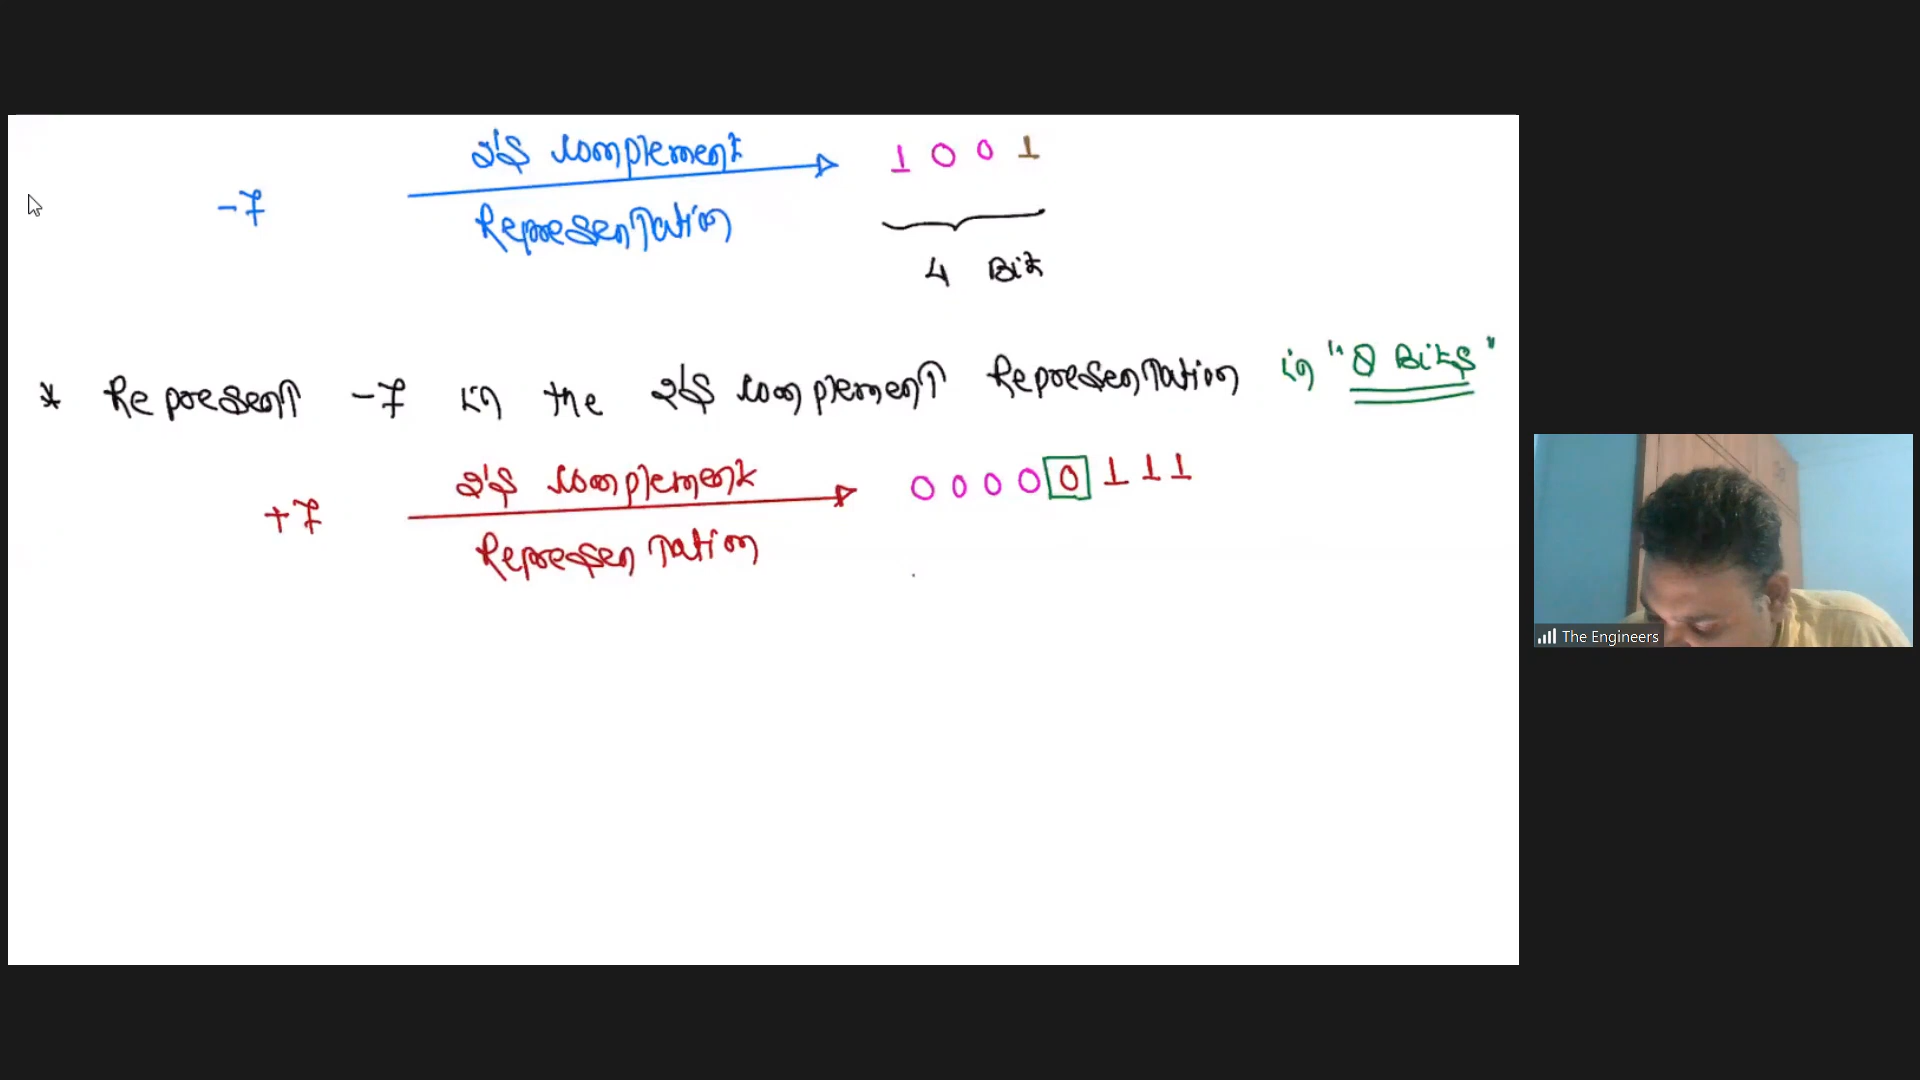 2's complement
-7 1 0 0 1
Representation
4 Bit
* Represent -7 in the 2's complement Representation in "8 Bits"
2's complement
+7 0 0 0 0 0 1 1 1
Representation
The Engineers